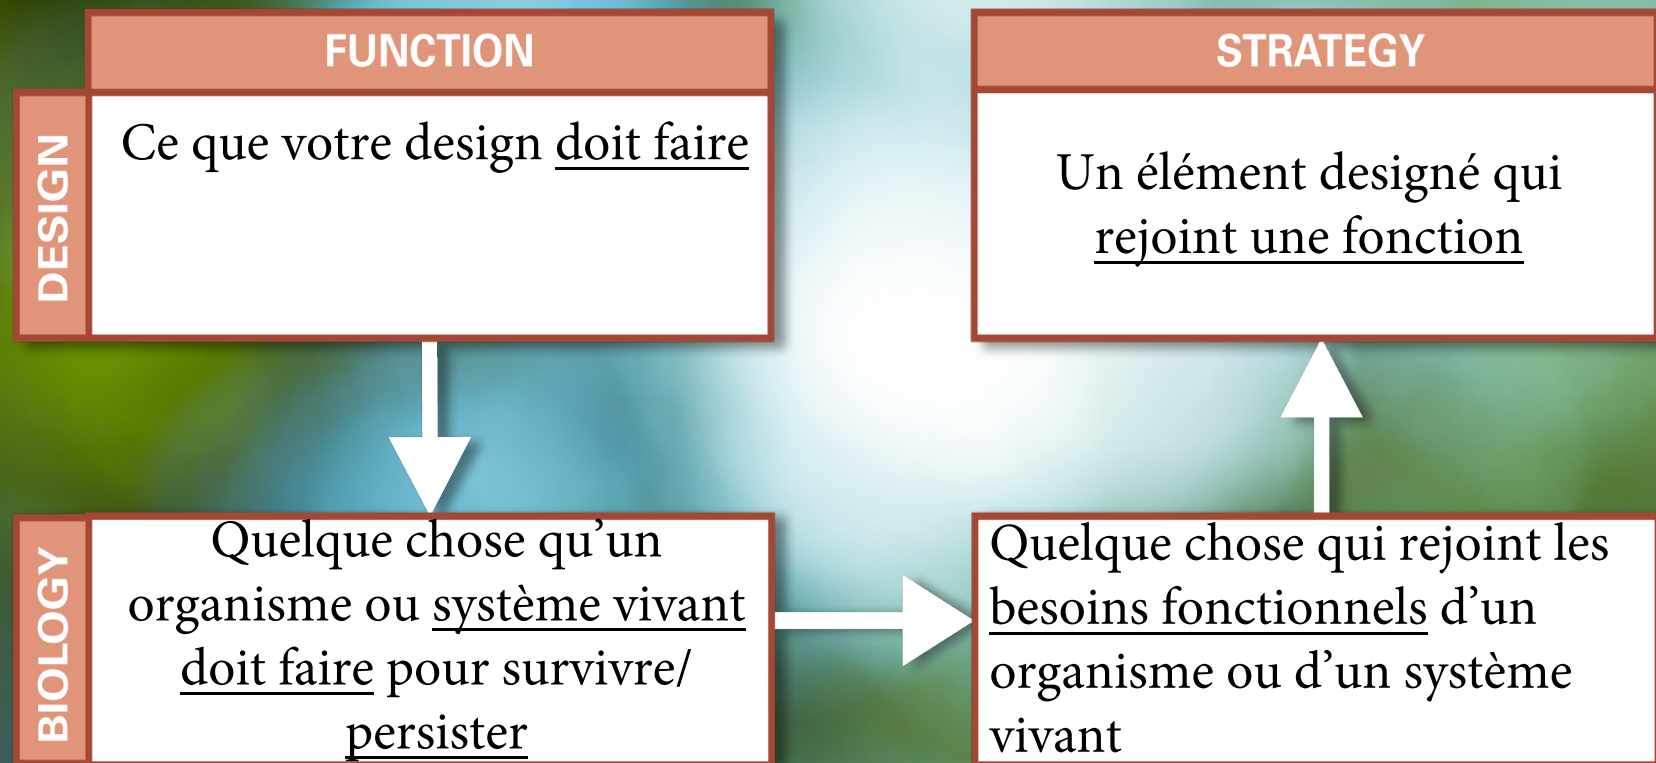 FUNCTION
STRATEGY
DESIGN
Ce que votre design doit faire
Un élément designé qui
rejoint une fonction
BIOLOGY
Quelque chose qu’un
organisme ou système vivant
doit faire pour survivre/
persister
Quelque chose qui rejoint les
besoins fonctionnels d’un
organisme ou d’un système
vivant